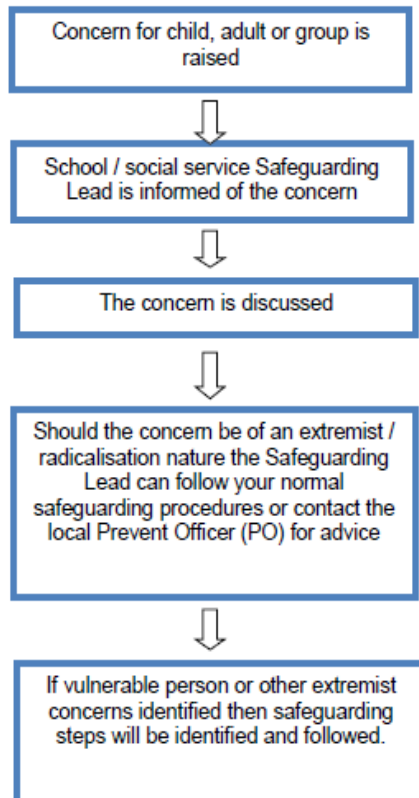 Concern for child, adult or group is
raised
School / social service Safeguarding
Lead is informed of the concern
The concern is discussed
Should the concern be of an extremist /
radicalisation nature the Safeguarding
Lead can follow your normal
safeguarding procedures or contact the
local Prevent Officer (PO) for advice
If vulnerable person or other extremist
concerns identified then safeguarding
steps will be identified and followed.